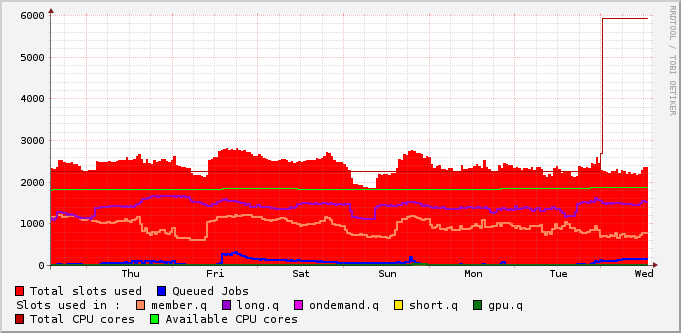 6000
5000
4000
3000
2000
1000
0
Thu Fri Sat Sun Mon Tue Wed
Total slots used Queued Jobs
Slots used in : member.q long.q ondemand.q short.q gpu.q
Total CPU cores Available CPU cores
RRDTOOL / TOBI OETIKER